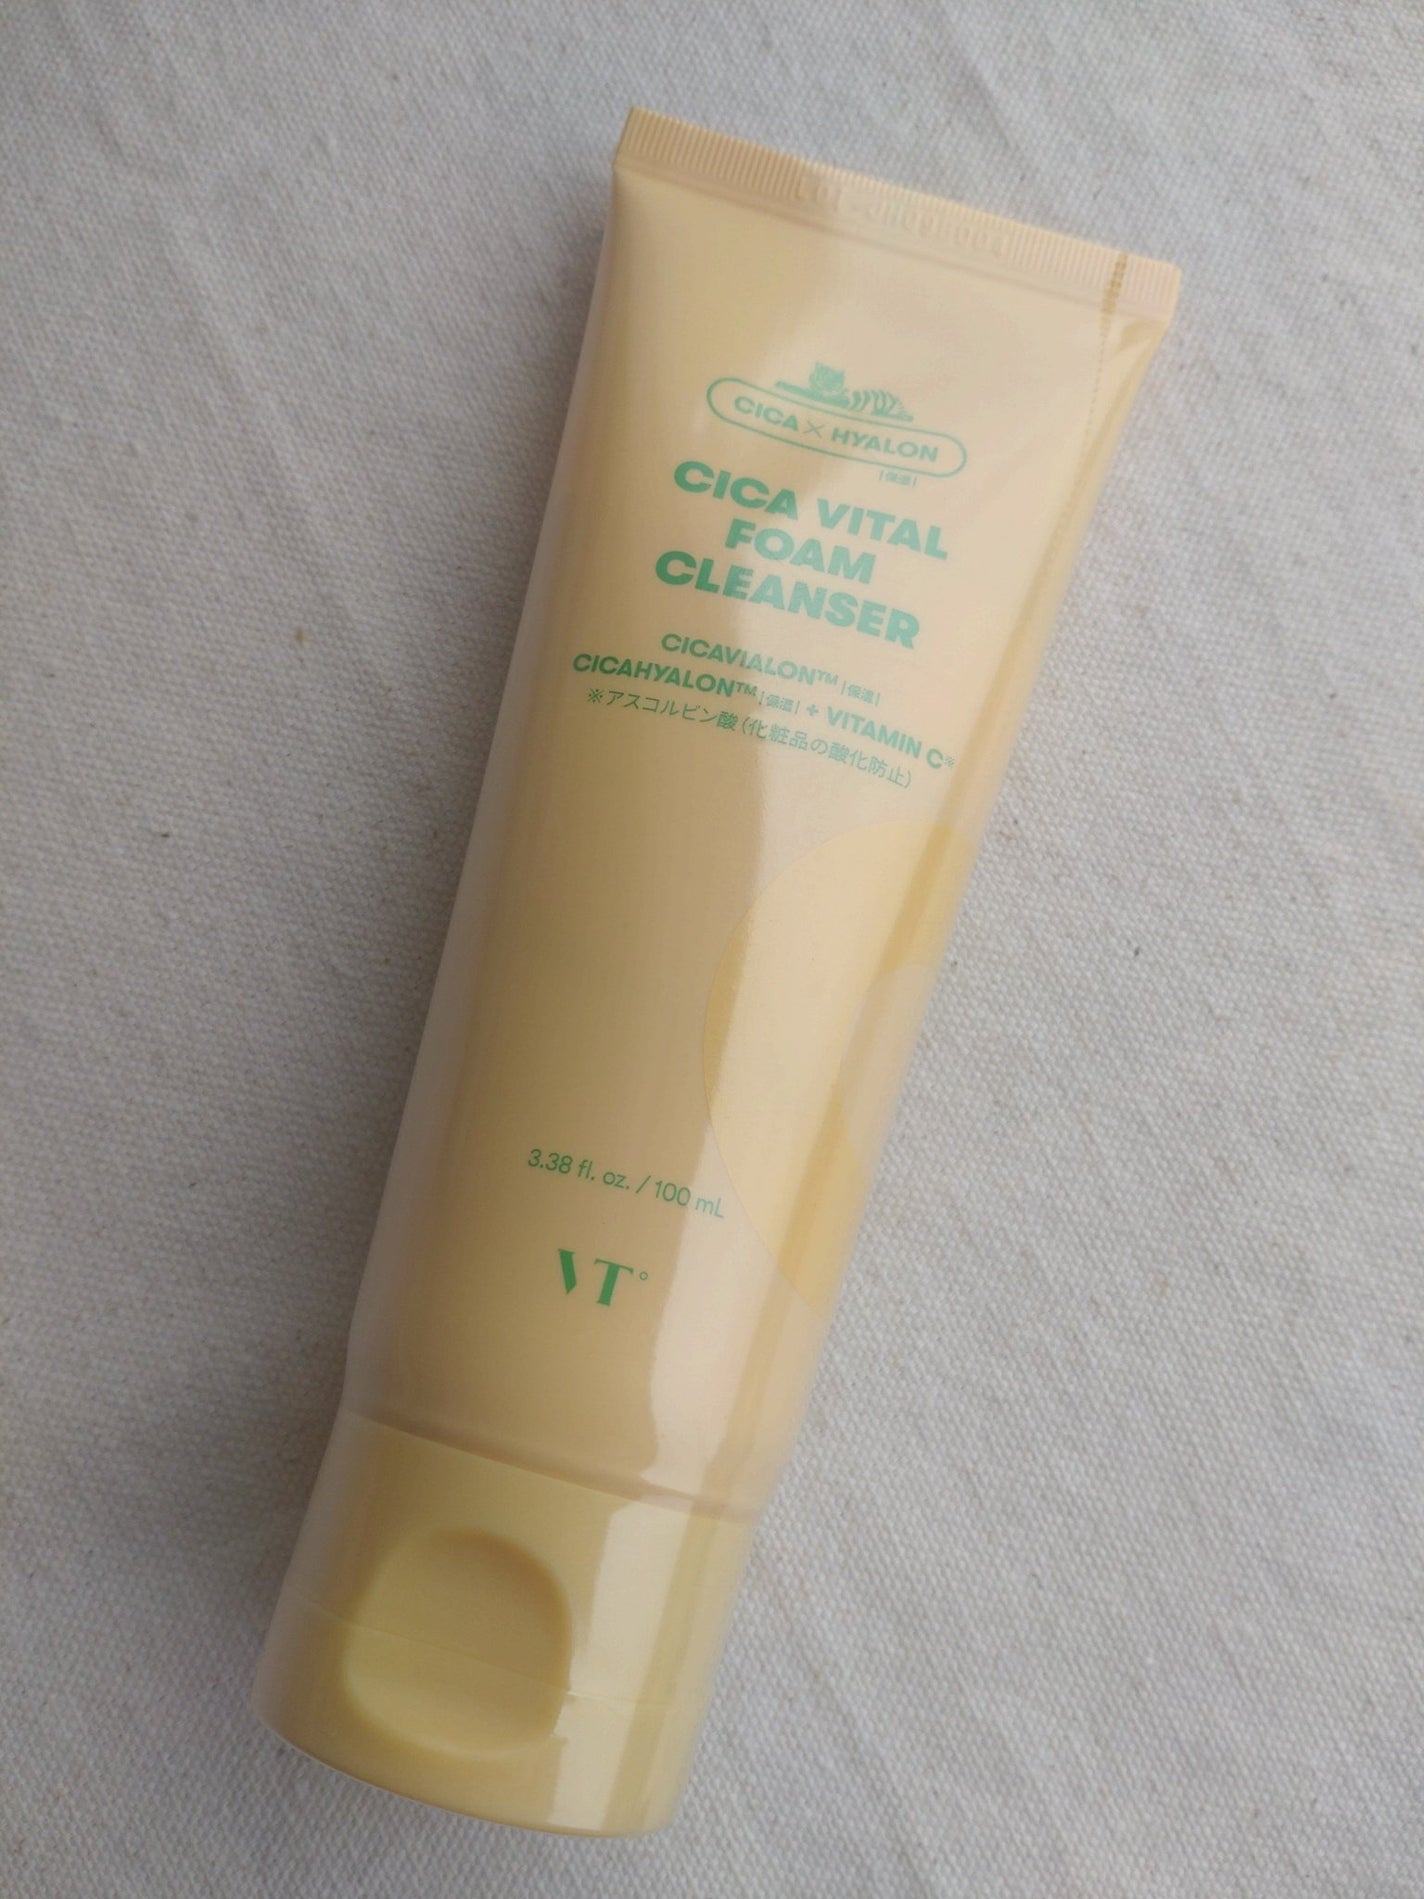 CICA×HYALON
[保湿]
CICA VITAL
FOAM
CLEANSER
CICAVIALON™ [保湿]
CICAHYALON™ [保湿] + VITAMIN C※
※アスコルビン酸(化粧品の酸化防止)
3.38 fl. oz. / 100 mL
VT°